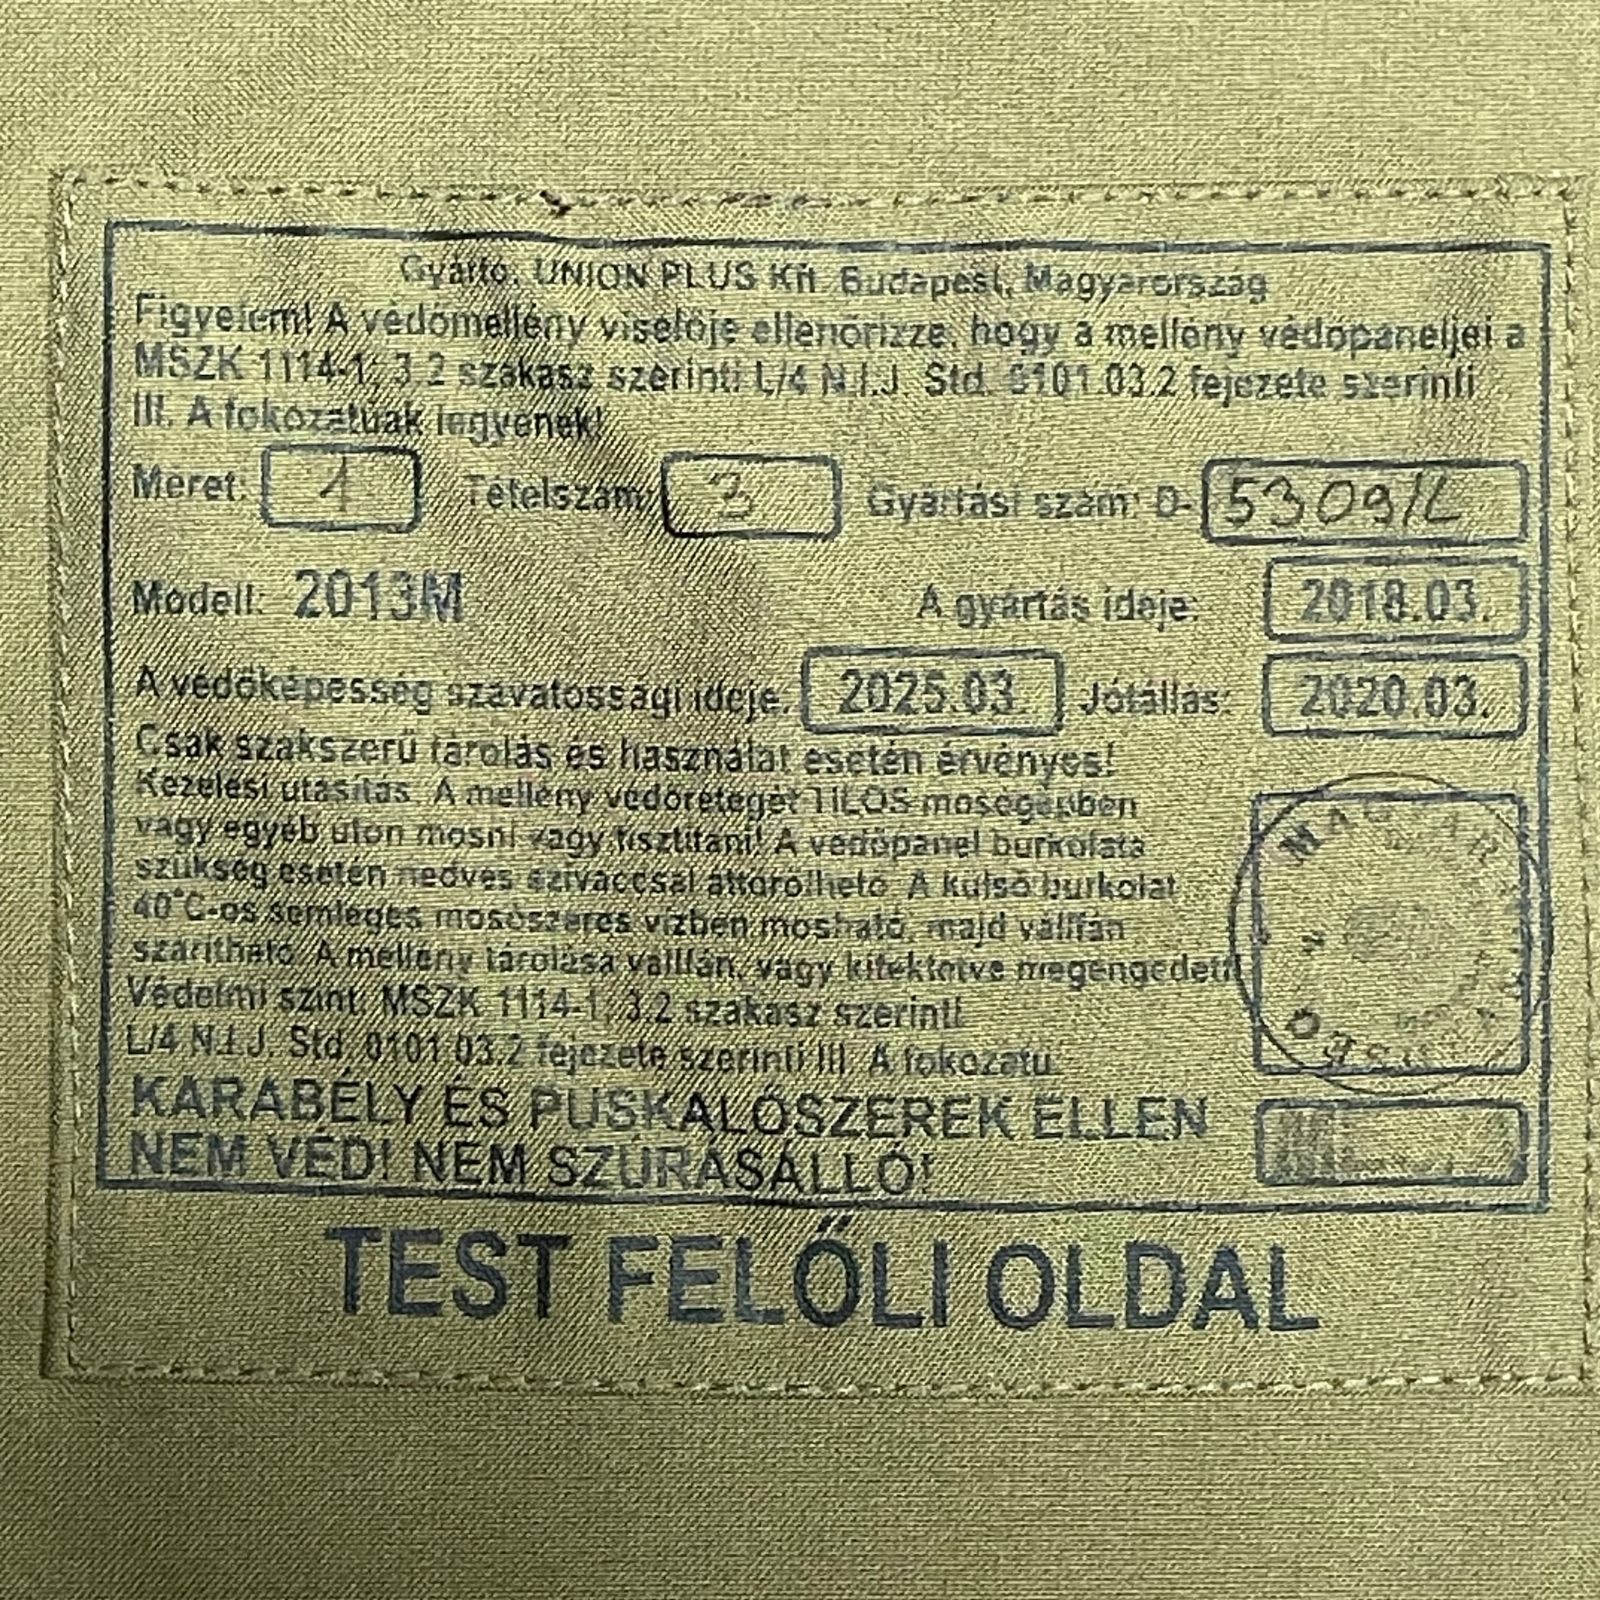 Gyártó: UNION PLUS Kft. Budapest, Magyarország
Figyelem! A védőmellény viselője ellenőrizze, hogy a mellény védőpaneljei a
MSZK 1114-1; 3.2 szakasz szerinti L/4 N.I.J. Std. 0101.03.2 fejezete szerinti
III. A fokozatúak legyenek!
Méret: 1 Tételszám: 3 Gyártási szám: D- 5309/L
Modell: 2013M A gyártás ideje: 2018.03.
A védőképesség szavatossági ideje: 2025.03. Jótállás: 2020.03.
Csak szakszerű tárolás és használat esetén érvényes!
Kezelési utasítás: A mellény védőrétegét TILOS mosógépben
vagy egyéb úton mosni vagy tisztítani! A védőpanel burkolata
szükség esetén nedves szivaccsal áttörölhető. A külső burkolat
40°C-os semleges mosószeres vízben mosható, majd vállfán
szárítható. A mellény tárolása vállfán, vagy kifektetve megengedett!
Védelmi szint: MSZK 1114-1; 3.2 szakasz szerinti
L/4 N.I.J. Std. 0101.03.2 fejezete szerinti III. A fokozatú.
KARABÉLY ÉS PUSKALŐSZEREK ELLEN
NEM VÉD! NEM SZÚRÁSÁLLÓ!
MAGYAR
TEST FELŐLI OLDAL